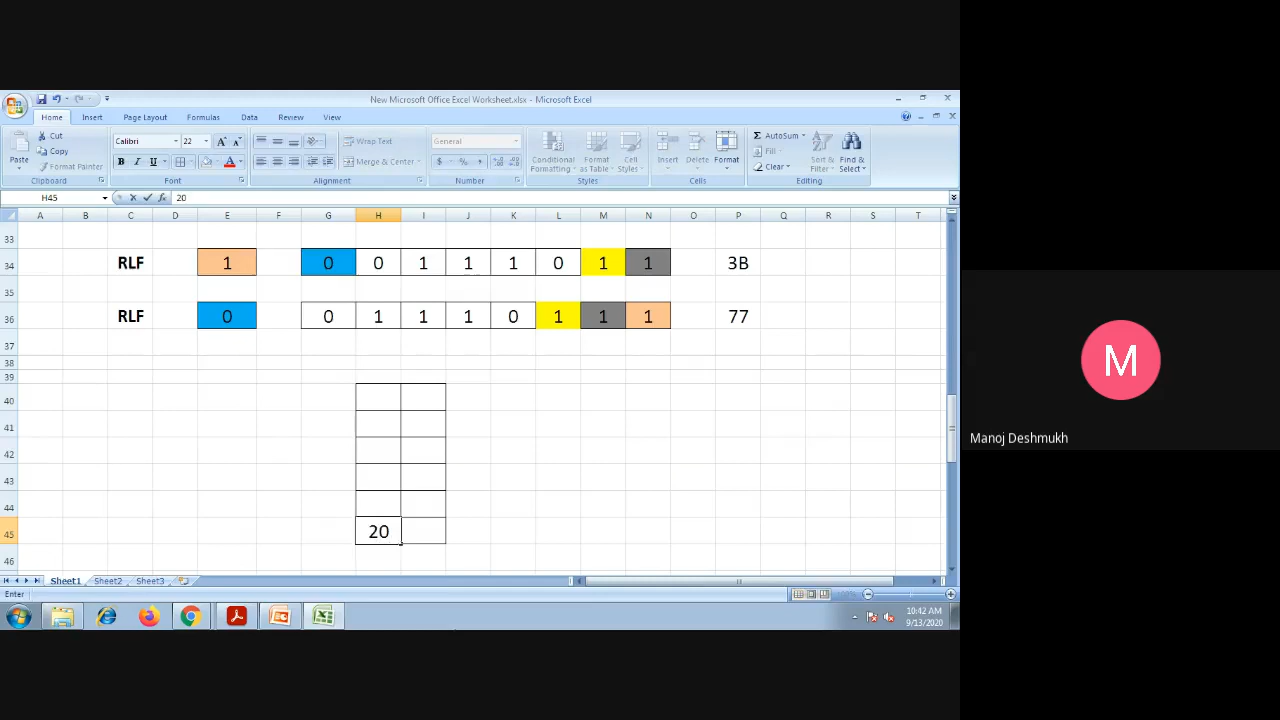 New Microsoft Office Excel Worksheet.xlsx - Microsoft Excel
Home Insert Page Layout Formulas Data Review View
Cut
Copy
Format Painter
Paste
Clipboard
Calibri 22
B I U
Font
Wrap Text
Merge & Center
Alignment
General
$ % ,
Number
Conditional Formatting
Format as Table
Cell Styles
Styles
Insert Delete Format
Cells
AutoSum
Fill
Clear
Sort & Filter
Find & Select
Editing
H45 fx 20
A B C D E F G H I J K L M N O P Q R S T
33
34 RLF 1 0 0 1 1 1 0 1 1 3B
35
36 RLF 0 0 1 1 1 0 1 1 1 77
37
38
39
40
41
42
43
44
45 20
46
Sheet1 Sheet2 Sheet3
Enter
10:42 AM
9/13/2020
M
Manoj Deshmukh